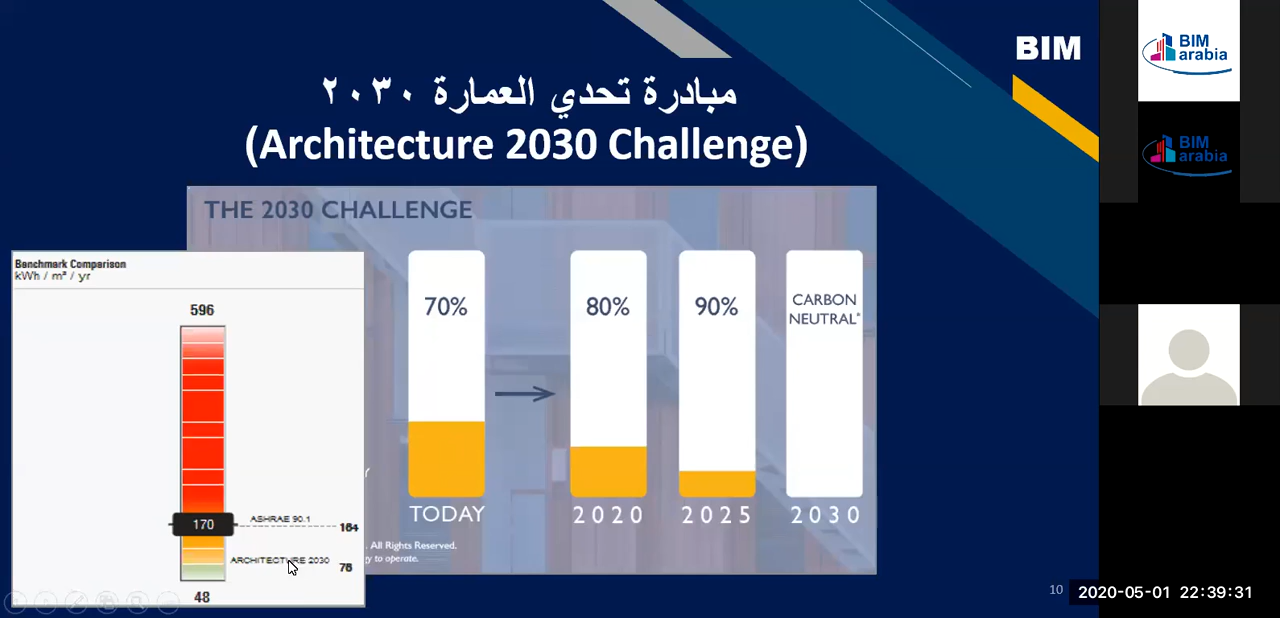 BIM
مبادرة تحدي العمارة ٢٠٣٠
(Architecture 2030 Challenge)
THE 2030 CHALLENGE
70%
80%
90%
CARBON
NEUTRAL*
TODAY
2020
2025
2030
. All Rights Reserved.
gy to operate.
Benchmark Comparison
kWh / m² / yr
596
170
ASHRAE 90.1
164
ARCHITECTURE 2030
48
10
BIM
arabia
BIM
arabia
2020-05-01 22:39:31